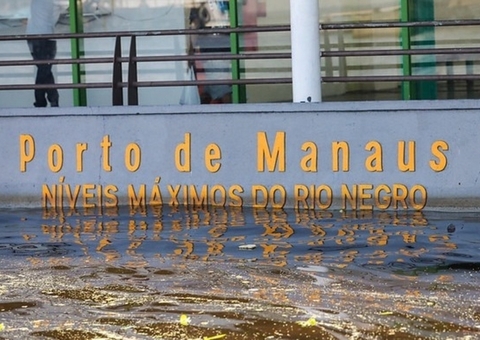 Porto de Manaus
NÍVEIS MÁXIMOS DO RIO NEGRO